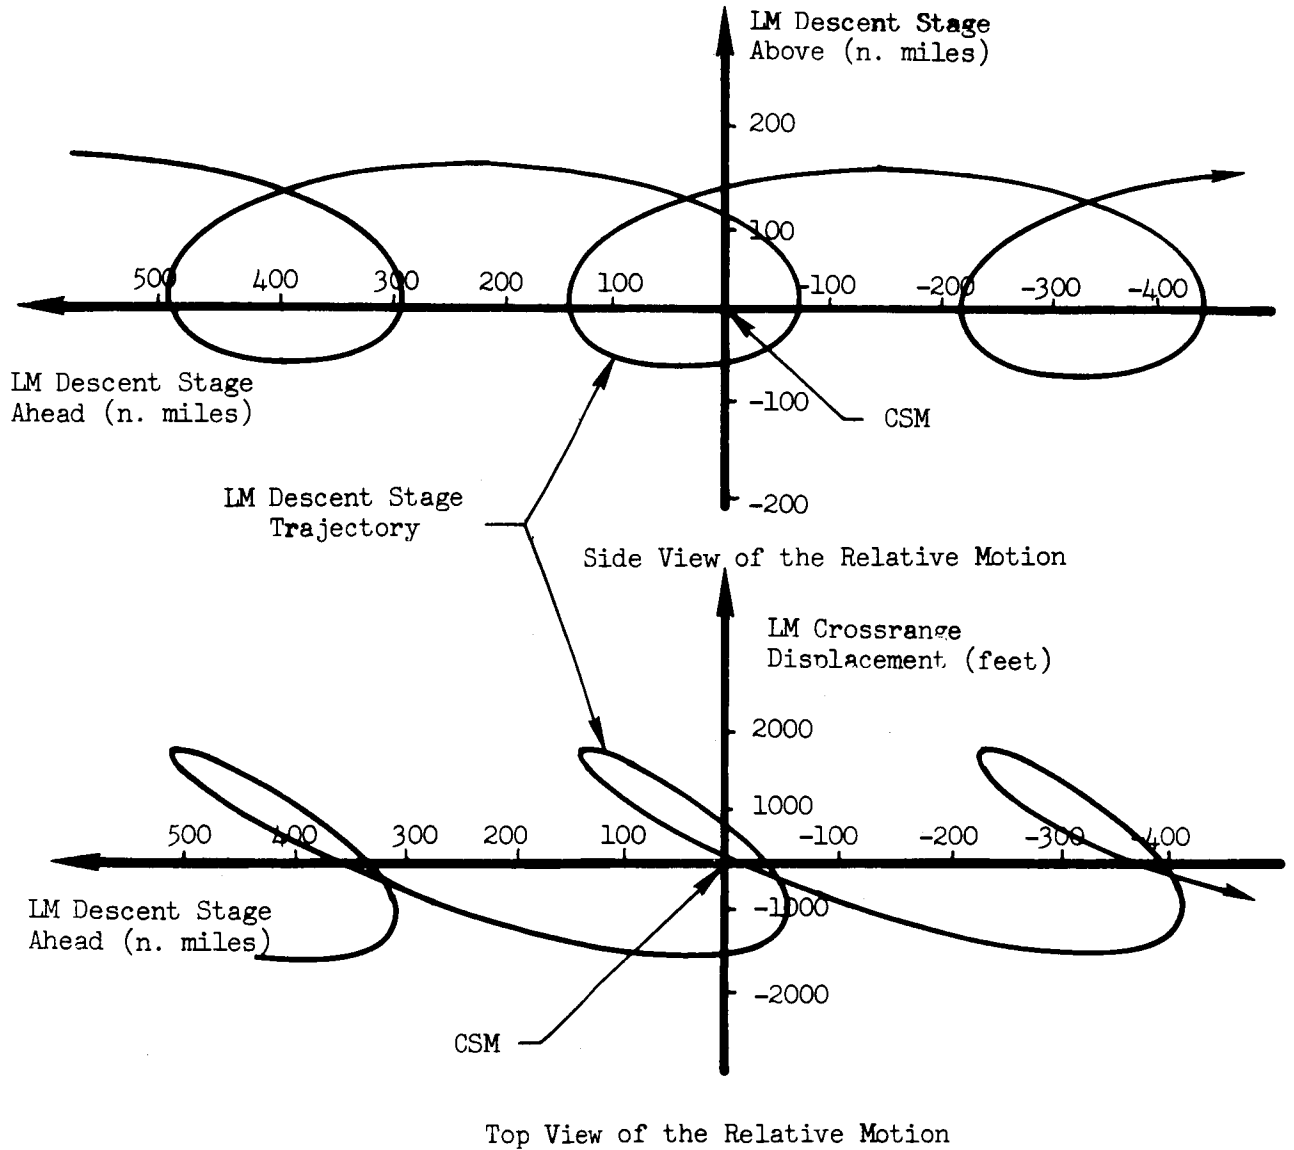 LM Descent Stage
Above (n. miles)
200
100
500 400 300 200 100 -100 -200 -300 -400
LM Descent Stage
Ahead (n. miles)
-100
CSM
-200
LM Descent Stage
Trajectory
Side View of the Relative Motion
LM Crossrange
Displacement (feet)
2000
1000
500 400 300 200 100 -100 -200 -300 -400
LM Descent Stage
Ahead (n. miles)
-1000
-2000
CSM
Top View of the Relative Motion